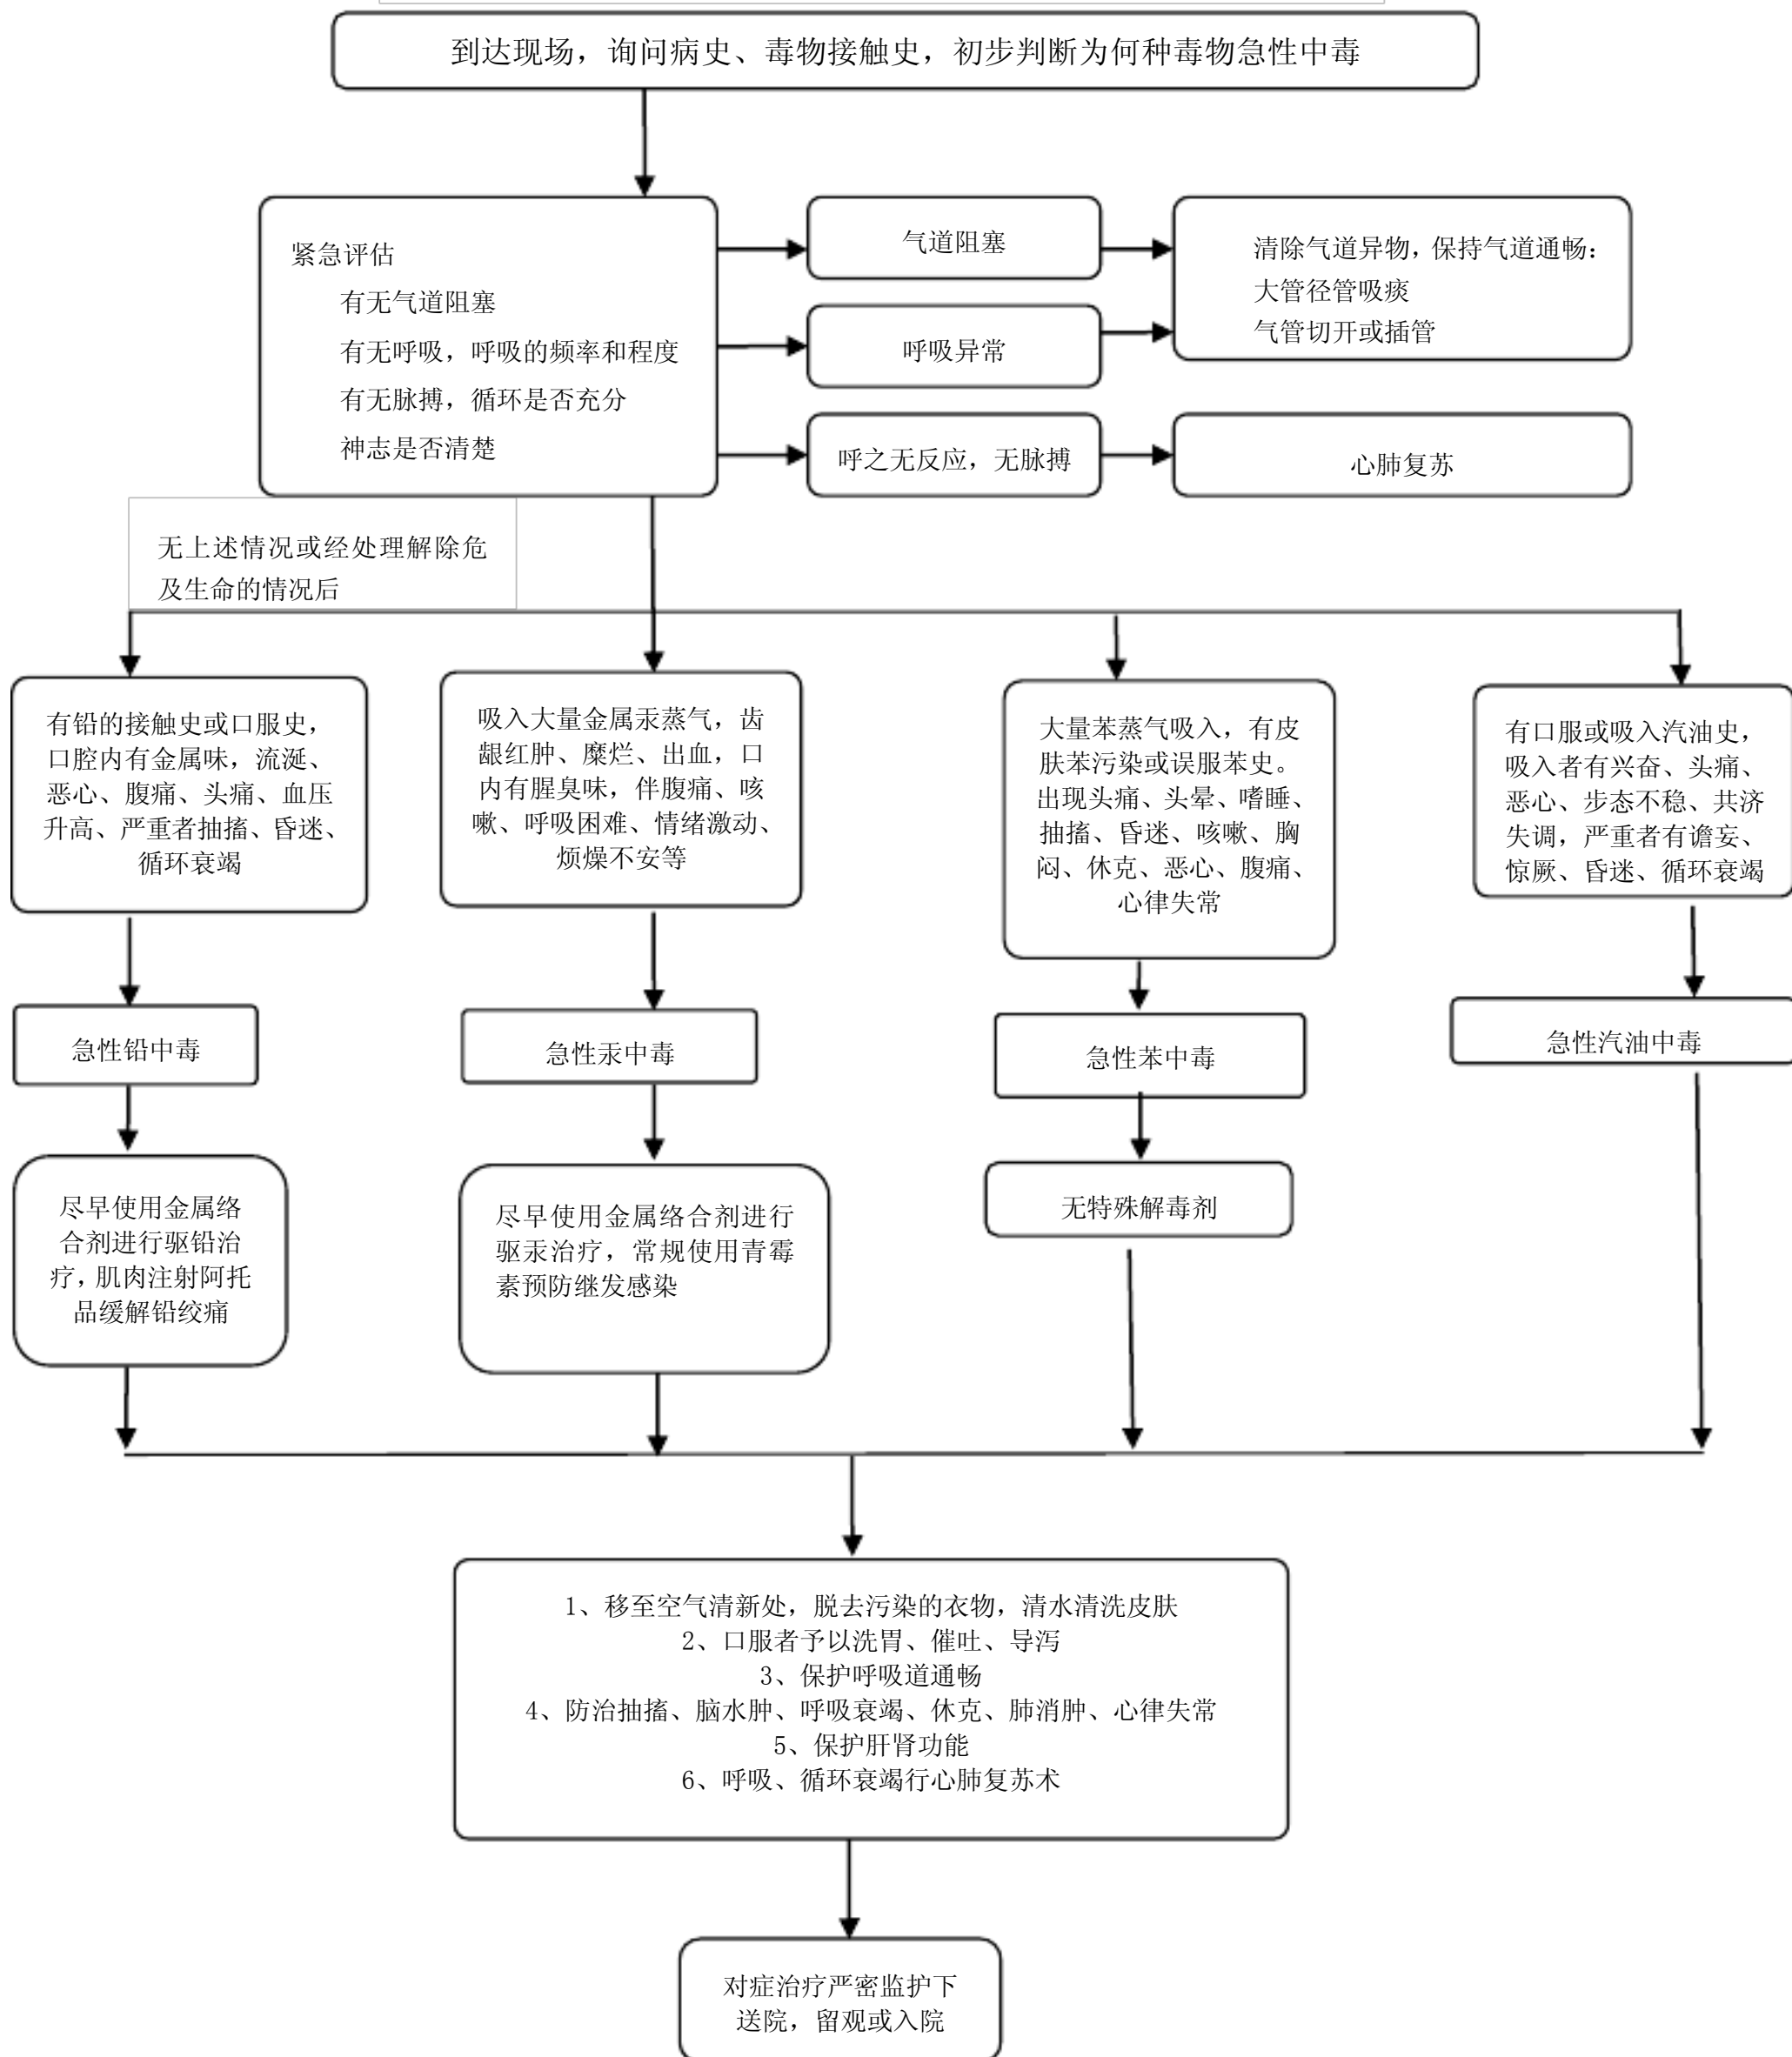 到达现场，询问病史、毒物接触史，初步判断为何种毒物急性中毒
紧急评估
有无气道阻塞
有无呼吸，呼吸的频率和程度
有无脉搏，循环是否充分
神志是否清楚
气道阻塞
呼吸异常
呼之无反应，无脉搏
清除气道异物，保持气道通畅：
大管径管吸痰
气管切开或插管
心肺复苏
无上述情况或经处理解除危
及生命的情况后
有铅的接触史或口服史，
口腔内有金属味，流涎、
恶心、腹痛、头痛、血压
升高、严重者抽搐、昏迷、
循环衰竭
吸入大量金属汞蒸气，齿
龈红肿、糜烂、出血，口
内有腥臭味，伴腹痛、咳
嗽、呼吸困难、情绪激动、
烦燥不安等
大量苯蒸气吸入，有皮
肤苯污染或误服苯史。
出现头痛、头晕、嗜睡、
抽搐、昏迷、咳嗽、胸
闷、休克、恶心、腹痛、
心律失常
有口服或吸入汽油史，
吸入者有兴奋、头痛、
恶心、步态不稳、共济
失调，严重者有谵妄、
惊厥、昏迷、循环衰竭
急性铅中毒
急性汞中毒
急性苯中毒
急性汽油中毒
尽早使用金属络
合剂进行驱铅治
疗，肌肉注射阿托
品缓解铅绞痛
尽早使用金属络合剂进行
驱汞治疗，常规使用青霉
素预防继发感染
无特殊解毒剂
1、移至空气清新处，脱去污染的衣物，清水清洗皮肤
2、口服者予以洗胃、催吐、导泻
3、保护呼吸道通畅
4、防治抽搐、脑水肿、呼吸衰竭、休克、肺消肿、心律失常
5、保护肝肾功能
6、呼吸、循环衰竭行心肺复苏术
对症治疗严密监护下
送院，留观或入院